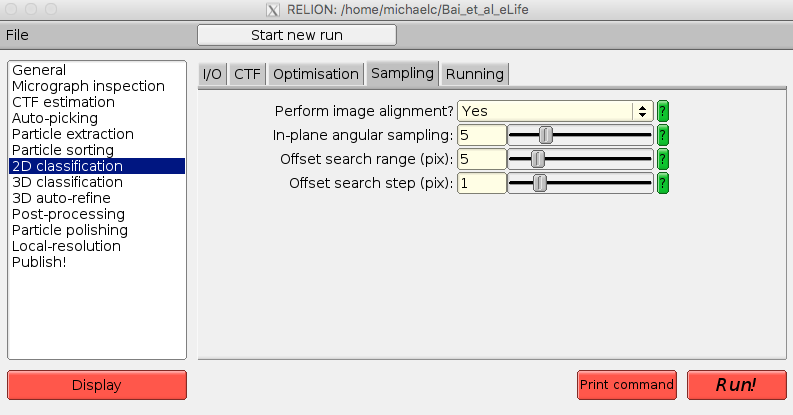 RELION: /home/michaelc/Bai_et_al_eLife
File
Start new run
General
Micrograph inspection
CTF estimation
Auto-picking
Particle extraction
Particle sorting
2D classification
3D classification
3D auto-refine
Post-processing
Particle polishing
Local-resolution
Publish!
I/O CTF Optimisation Sampling Running
Perform image alignment? Yes ?
In-plane angular sampling: 5 ?
Offset search range (pix): 5 ?
Offset search step (pix): 1 ?
Display
Print command
Run!